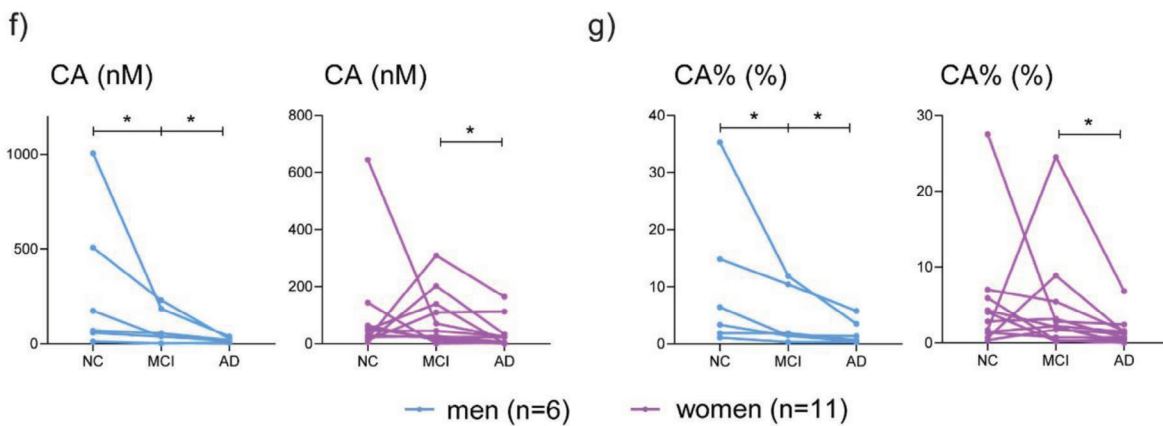 f)
g)
CA (nM)
CA (nM)
CA% (%)
CA% (%)
* *
*
* *
*
1000
500
0
NC MCI AD
800
600
400
200
0
NC MCI AD
40
30
20
10
0
NC MCI AD
30
20
10
0
NC MCI AD
men (n=6)
women (n=11)